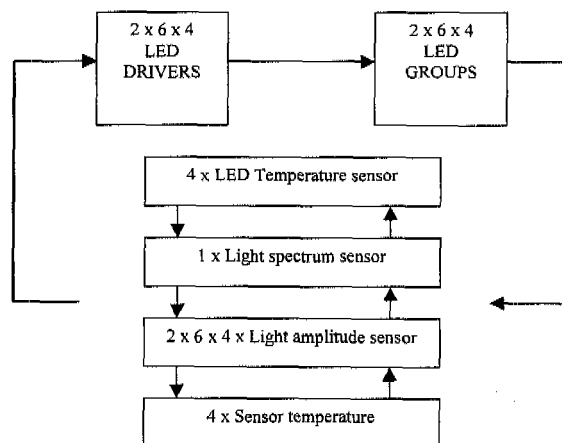 2 x 6 x 4
LED
DRIVERS
2 x 6 x 4
LED
GROUPS
4 x LED Temperature sensor
1 x Light spectrum sensor
2 x 6 x 4 x Light amplitude sensor
4 x Sensor temperature